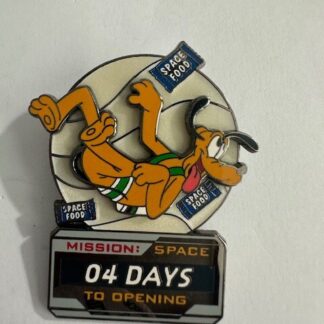 SPACE
FOOD
SPACE
FOOD
SPACE
FOOD
MISSION: SPACE
04 DAYS
TO OPENING